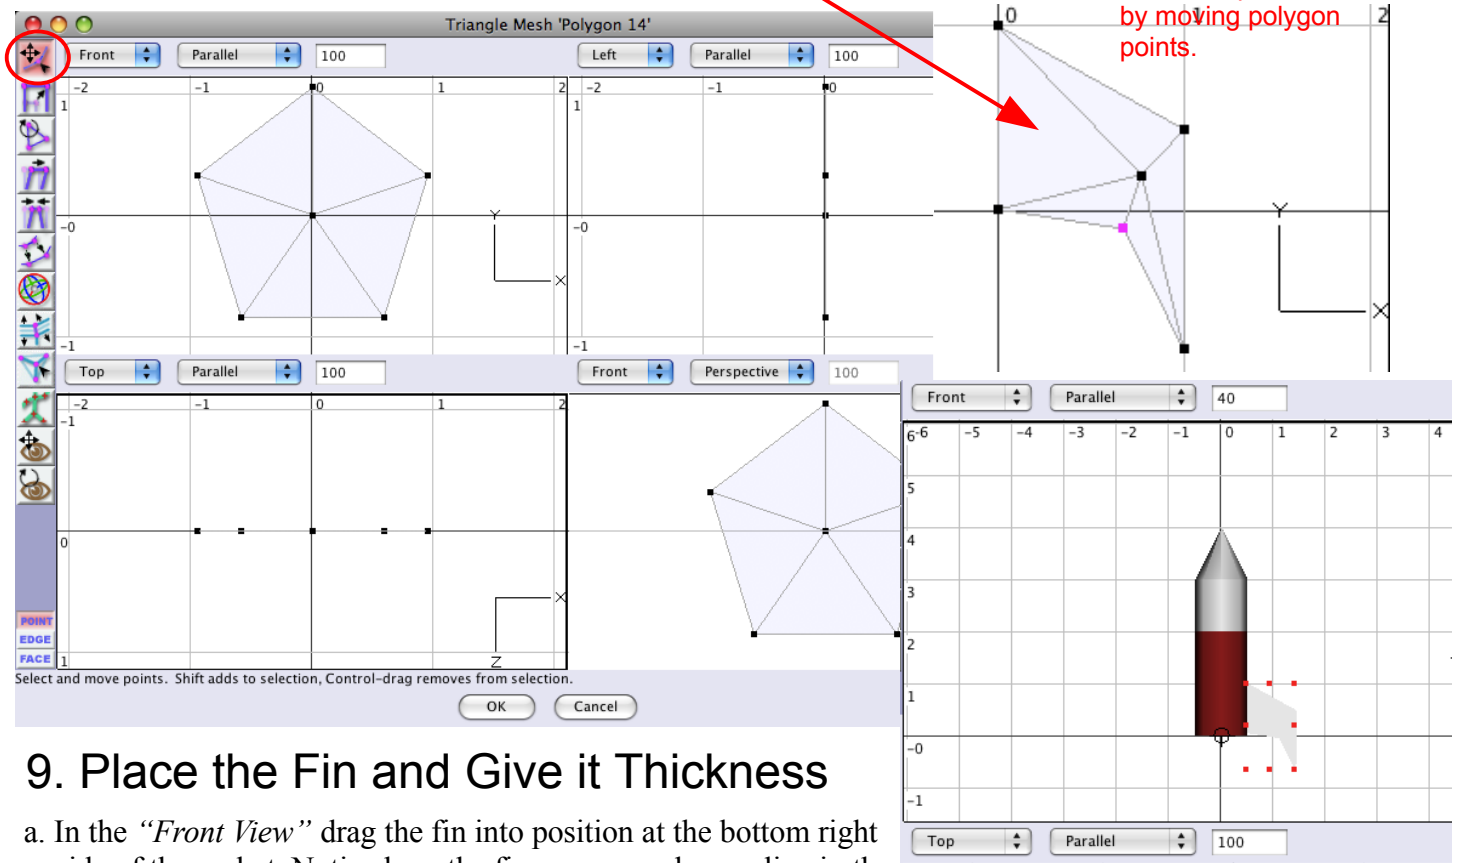 Triangle Mesh 'Polygon 14'
Front Parallel 100
Left Parallel 100
-2 -1 0 1 2
1
-0
-1
Y
X
-2 -1 0
1
-0
-1
Top Parallel 100
Front Perspective 100
-2 -1 0 1 2
-1
0
1
X
Z
POINT
EDGE
FACE
Select and move points. Shift adds to selection, Control-drag removes from selection.
OK Cancel
by moving polygon
points.
0 1 2
Y
X
Front Parallel 40
6 -6 -5 -4 -3 -2 -1 0 1 2 3 4
5
4
3
2
1
-0
-1
Top Parallel 100
9. Place the Fin and Give it Thickness
a. In the “Front View” drag the fin into position at the bottom right